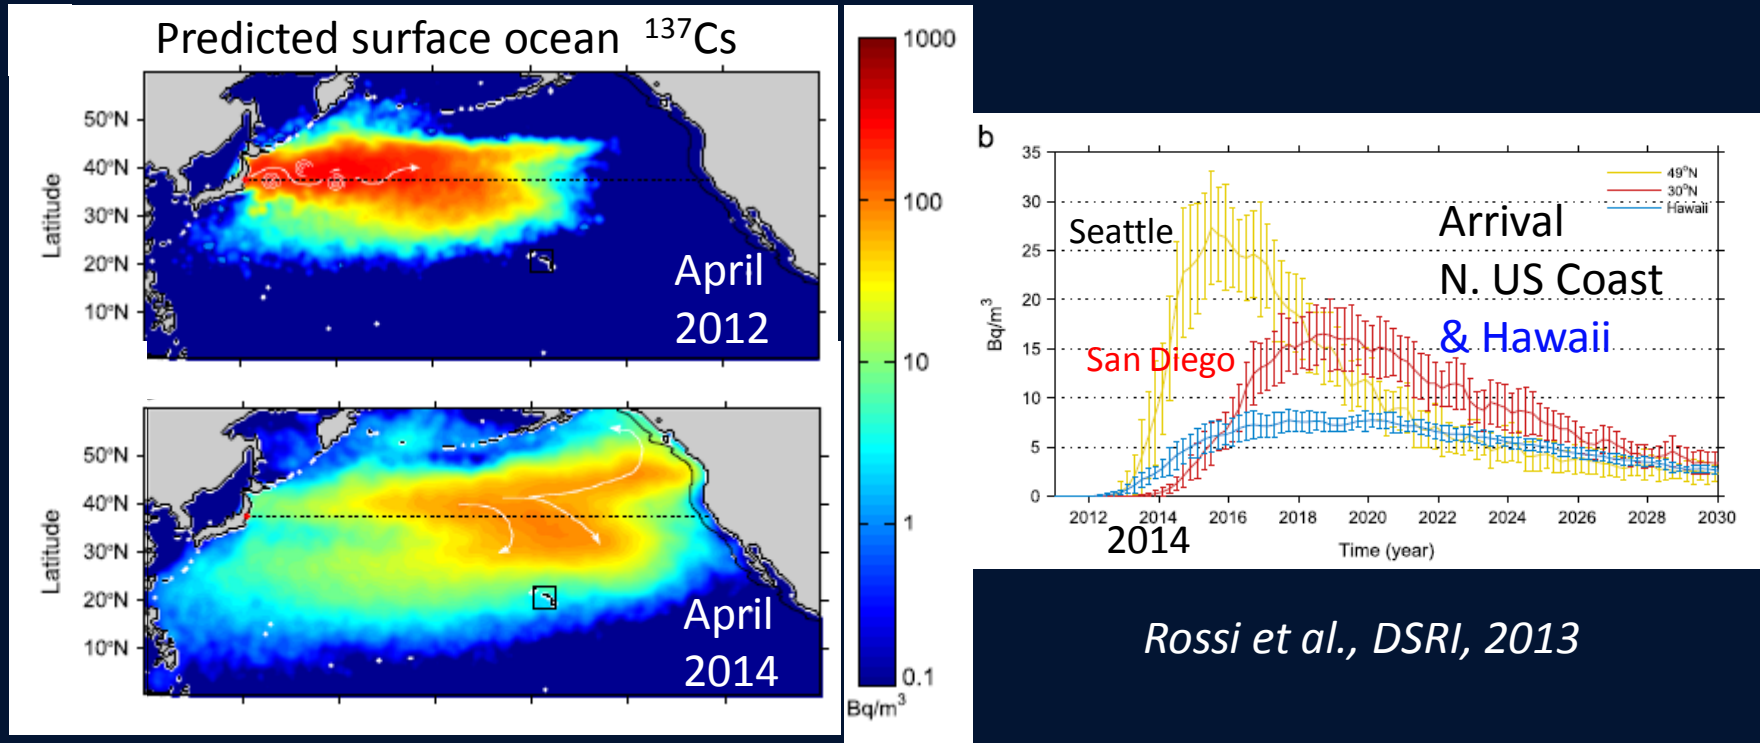 Predicted surface ocean ¹³⁷Cs
Latitude
50°N
40°N
30°N
20°N
10°N
April
2012
Latitude
50°N
40°N
30°N
20°N
10°N
April
2014
1000
100
10
1
0.1
Bq/m³
b
35
30
25
20
15
10
5
0
Bq/m³
Seattle
San Diego
49°N
30°N
Hawaii
Arrival
N. US Coast
& Hawaii
2012 2014 2016 2018 2020 2022 2024 2026 2028 2030
2014
Time (year)
Rossi et al., DSRI, 2013